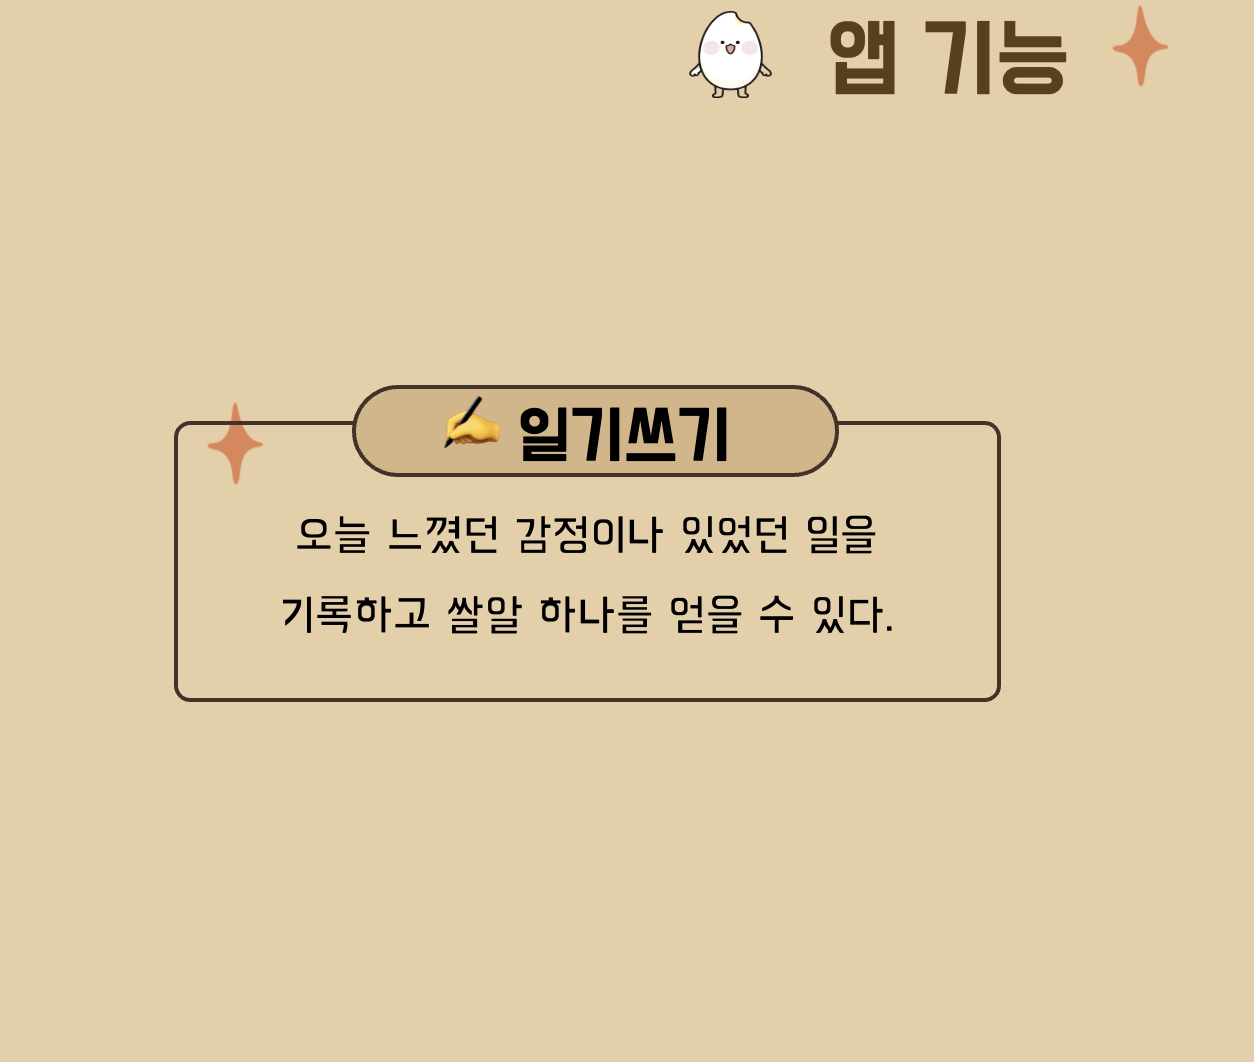 앱 기능
✍️ 일기쓰기
오늘 느꼈던 감정이나 있었던 일을
기록하고 쌀알 하나를 얻을 수 있다.